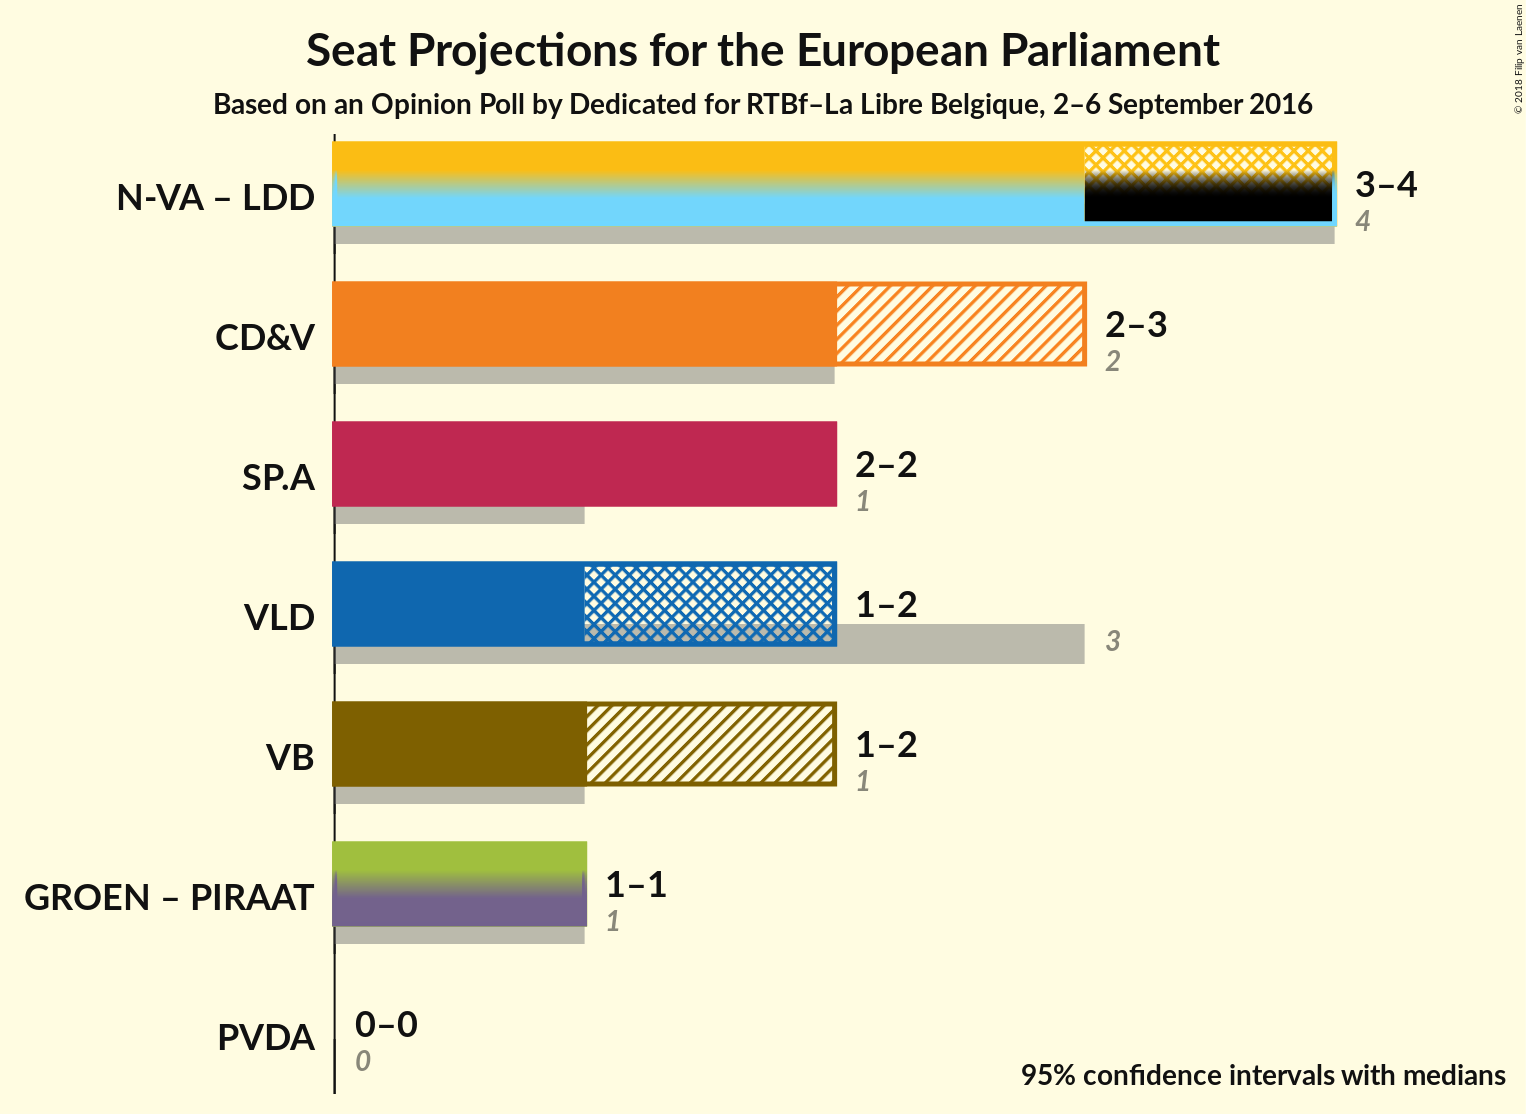 Seat Projections for the European Parliament
Based on an Opinion Poll by Dedicated for RTBf–La Libre Belgique, 2–6 September 2016
© 2018 Filip van Laenen
N-VA – LDD
3–4
4
CD&V
2–3
2
SP.A
2–2
1
VLD
1–2
3
VB
1–2
1
GROEN – PIRAAT
1–1
1
PVDA
0–0
0
95% confidence intervals with medians